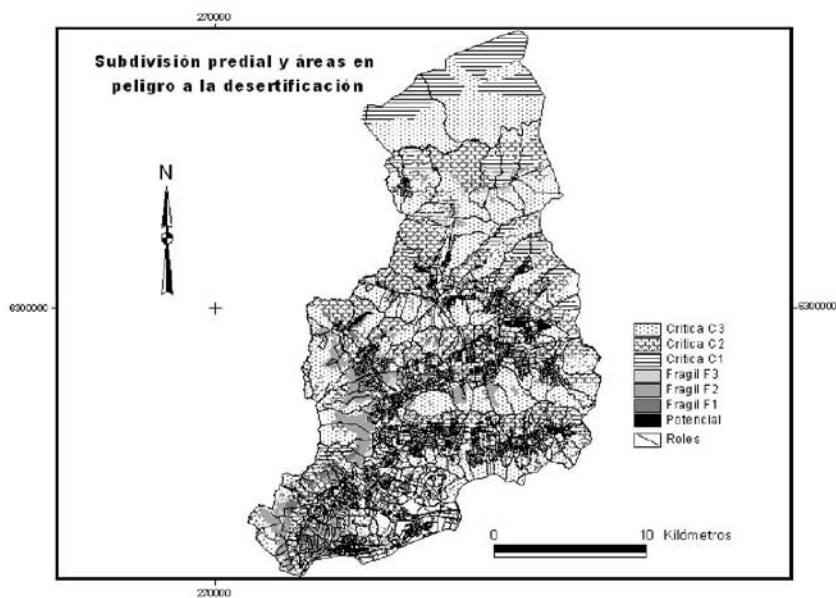 270000
Subdivisión predial y áreas en
peligro a la desertificación
N
6300000
6300000
Critica C3
Critica C2
Critica C1
Fragil F3
Fragil F2
Fragil F1
Potencial
Roles
0
10 Kilómetros
270000